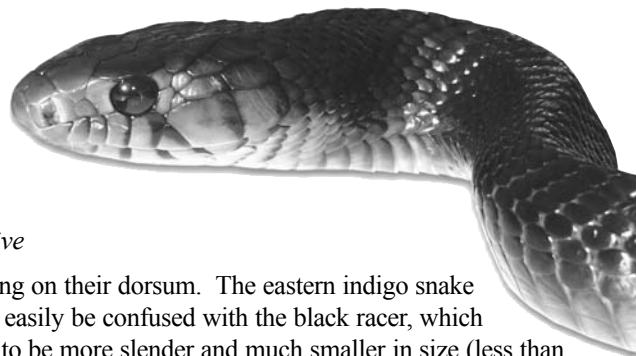 ve
ng on their dorsum. The eastern indigo snake
easily be confused with the black racer, which
to be more slender and much smaller in size (less than